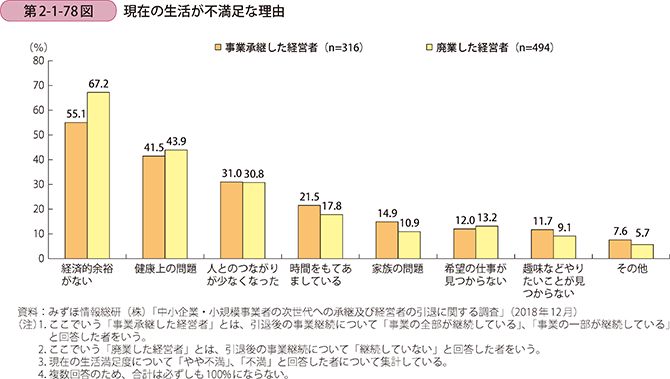 第2-1-78図 現在の生活が不満足な理由
(%)
■事業承継した経営者（n=316） ■廃業した経営者（n=494）
80
70
60
50
40
30
20
10
0
55.1 67.2
41.5 43.9
31.0 30.8
21.5 17.8
14.9 10.9
12.0 13.2
11.7 9.1
7.6 5.7
経済的余裕
がない
健康上の問題
人とのつながり
が少なくなった
時間をもてあ
ましている
家族の問題
希望の仕事が
見つからない
趣味などやり
たいことが見
つからない
その他
資料：みずほ情報総研（株）「中小企業・小規模事業者の次世代への承継及び経営者の引退に関する調査」（2018年12月）
（注）1. ここでいう「事業承継した経営者」とは、引退後の事業継続について「事業の全部が継続している」、「事業の一部が継続している」
と回答した者をいう。
2. ここでいう「廃業した経営者」とは、引退後の事業継続について「継続していない」と回答した者をいう。
3. 現在の生活満足度について「やや不満」、「不満」と回答した者について集計している。
4. 複数回答のため、合計は必ずしも100%にならない。